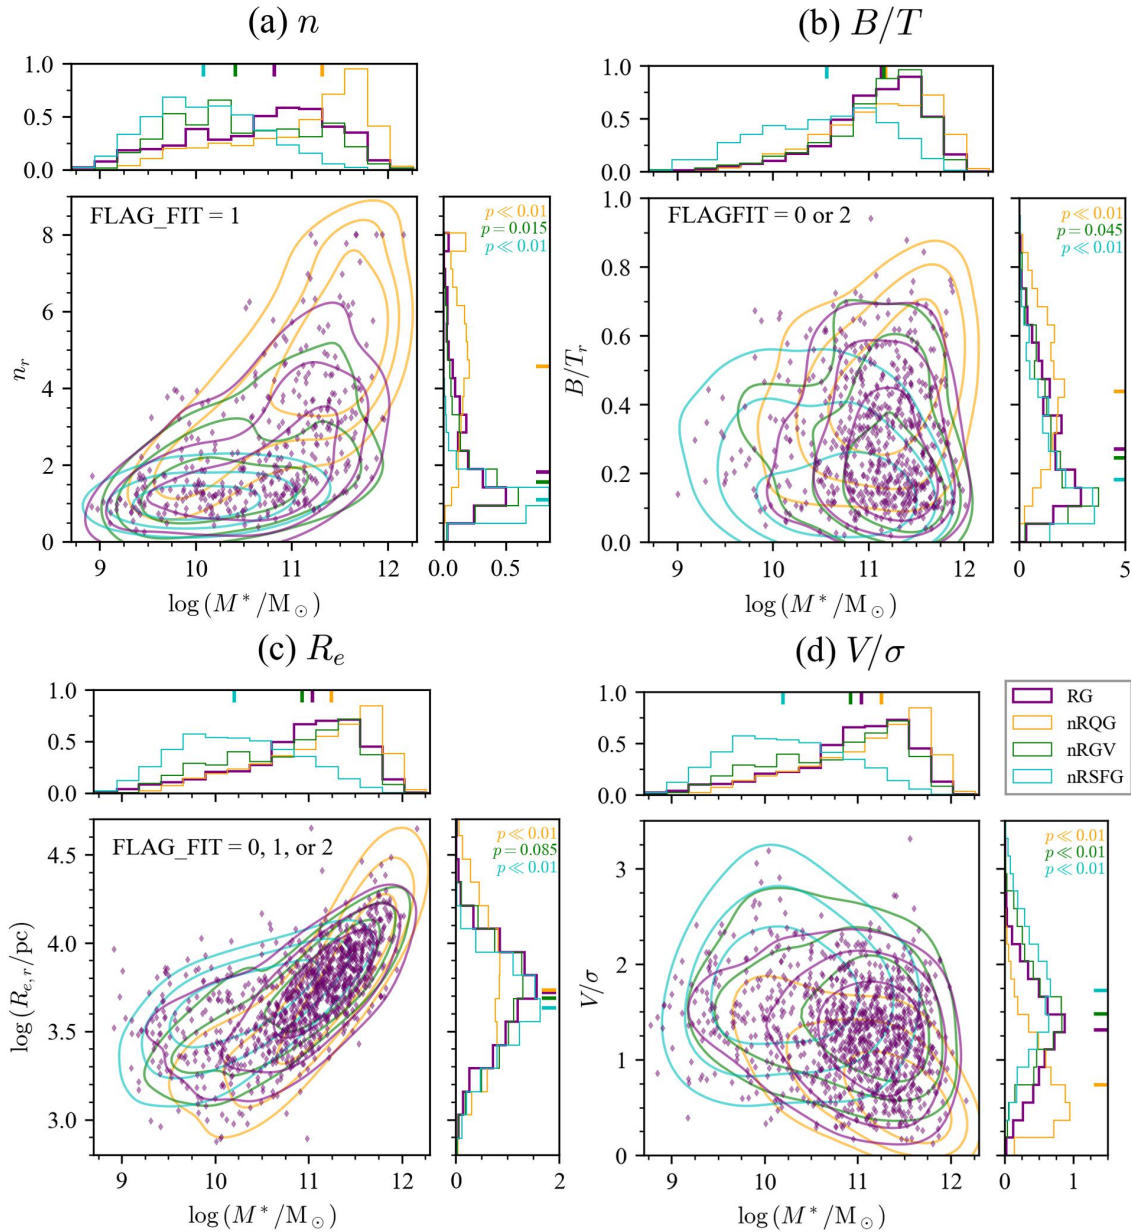 (a) n
(b) B/T
1.0
0.5
0.0
1.0
0.5
0.0
FLAG_FIT = 1
p ≪ 0.01
p = 0.015
p ≪ 0.01
FLAGFIT = 0 or 2
p ≪ 0.01
p = 0.045
p ≪ 0.01
8
6
4
2
0
n_r
1.0
0.8
0.6
0.4
0.2
0.0
B/T_r
9 10 11 12
0.0 0.5
9 10 11 12
0 5
log (M*/M⊙)
log (M*/M⊙)
(c) R_e
(d) V/σ
1.0
0.5
0.0
1.0
0.5
0.0
RG
nRQG
nRGV
nRSFG
FLAG_FIT = 0, 1, or 2
p ≪ 0.01
p = 0.085
p ≪ 0.01
p ≪ 0.01
p ≪ 0.01
p ≪ 0.01
4.5
4.0
3.5
3.0
log (R_{e,r}/pc)
3
2
1
0
V/σ
9 10 11 12
0 2
9 10 11 12
0 1
log (M*/M⊙)
log (M*/M⊙)